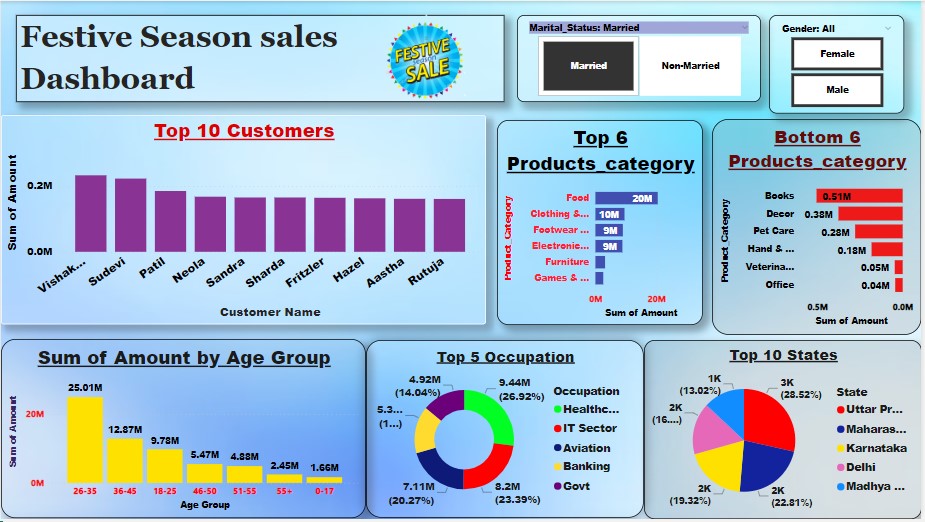 Festive Season sales
Dashboard
FESTIVE
SALE
Marital_Status: Married
Married
Non-Married
Gender: All
Female
Male
Top 10 Customers
Sum of Amount
0.2M
0.0M
Vishak...
Sudevi
Patil
Neola
Sandra
Sharda
Fritzler
Hazel
Aastha
Rutuja
Customer Name
Top 6
Products_category
Product_Category
Food
20M
Clothing &...
10M
Footwear ...
9M
Electronic...
9M
Furniture
Games & ...
0M
20M
Sum of Amount
Bottom 6
Products_category
Product_Category
Books
0.51M
Decor
0.38M
Pet Care
0.28M
Hand & ...
0.18M
Veterina...
0.05M
Office
0.04M
0.5M
0.0M
Sum of Amount
Sum of Amount by Age Group
Sum of Amount
20M
0M
25.01M
12.87M
9.78M
5.47M
4.88M
2.45M
1.66M
26-35
36-45
18-25
46-50
51-55
55+
0-17
Age Group
Top 5 Occupation
4.92M
(14.04%)
9.44M
(26.92%)
5.3...
(1...)
7.11M
(20.27%)
8.2M
(23.39%)
Occupation
Healthc...
IT Sector
Aviation
Banking
Govt
Top 10 States
1K
(13.02%)
3K
(28.52%)
2K
(16....)
2K
(19.32%)
2K
(22.81%)
State
Uttar Pr...
Maharas...
Karnataka
Delhi
Madhya ...